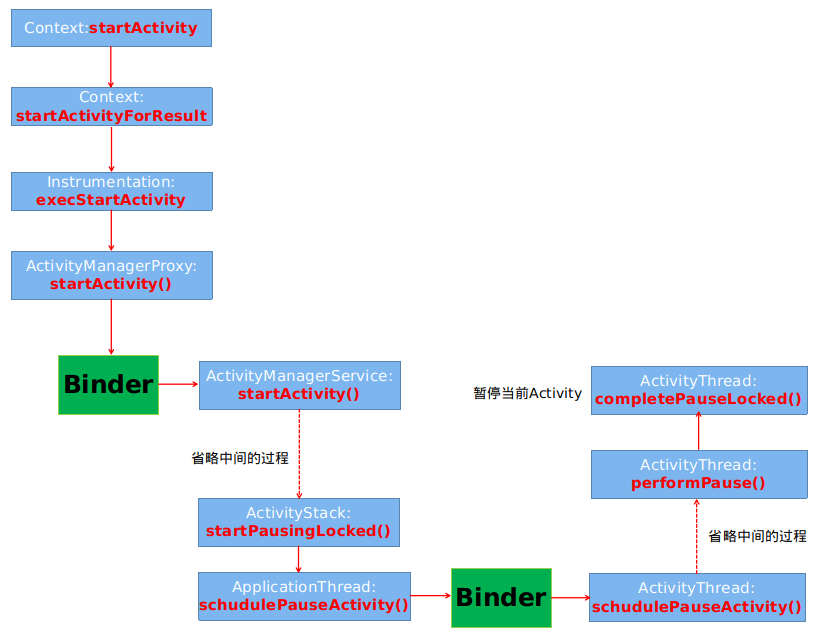 Context:startActivity
Context:
startActivityForResult
Instrumentation:
execStartActivity
ActivityManagerProxy:
startActivity()
Binder
ActivityManagerService:
startActivity()
省略中间的过程
ActivityStack:
startPausingLocked()
ApplicationThread:
schudulePauseActivity()
Binder
ActivityThread:
schudulePauseActivity()
省略中间的过程
ActivityThread:
performPause()
暂停当前Activity
ActivityThread:
completePauseLocked()